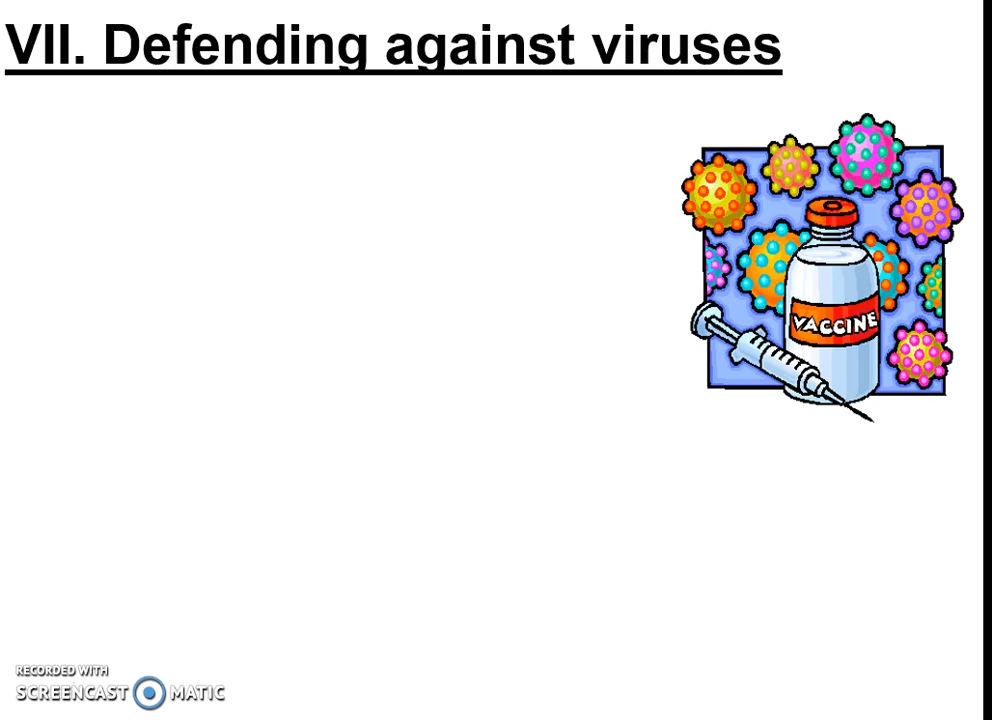 VII. Defending against viruses
VACCINE
RECORDED WITH
SCREENCAST MATIC